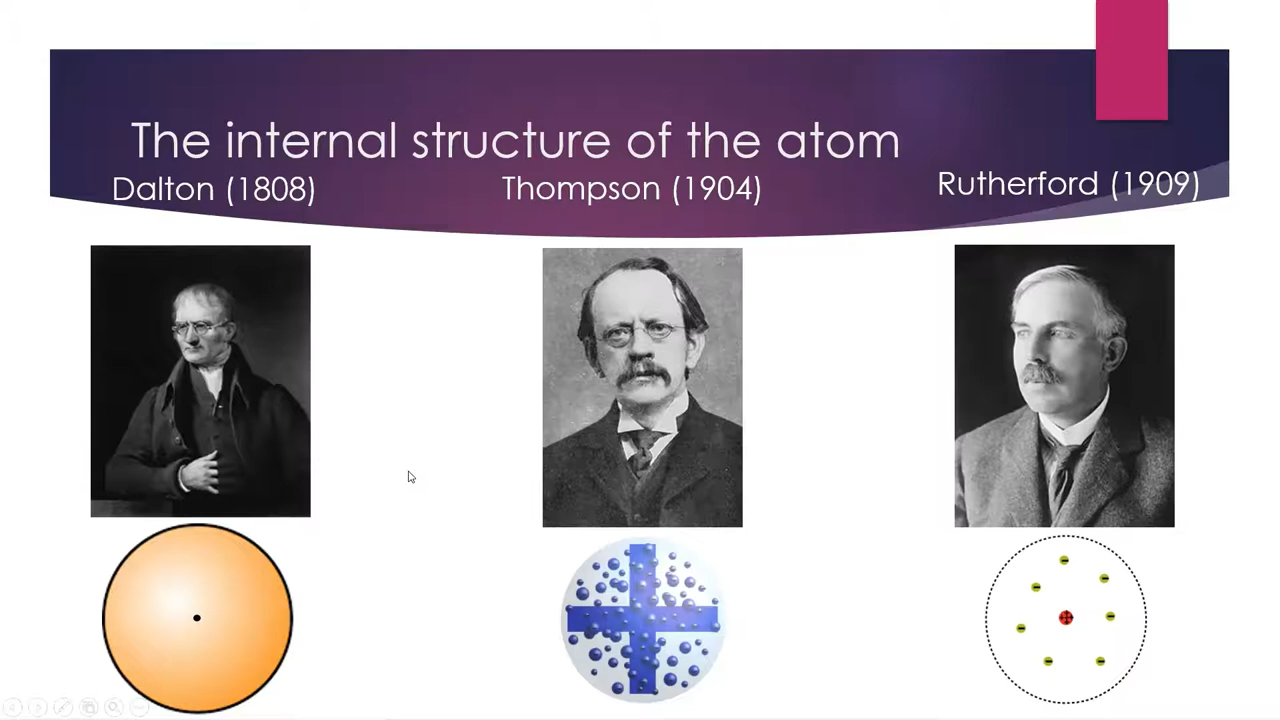 The internal structure of the atom
Dalton (1808)
Thompson (1904)
Rutherford (1909)